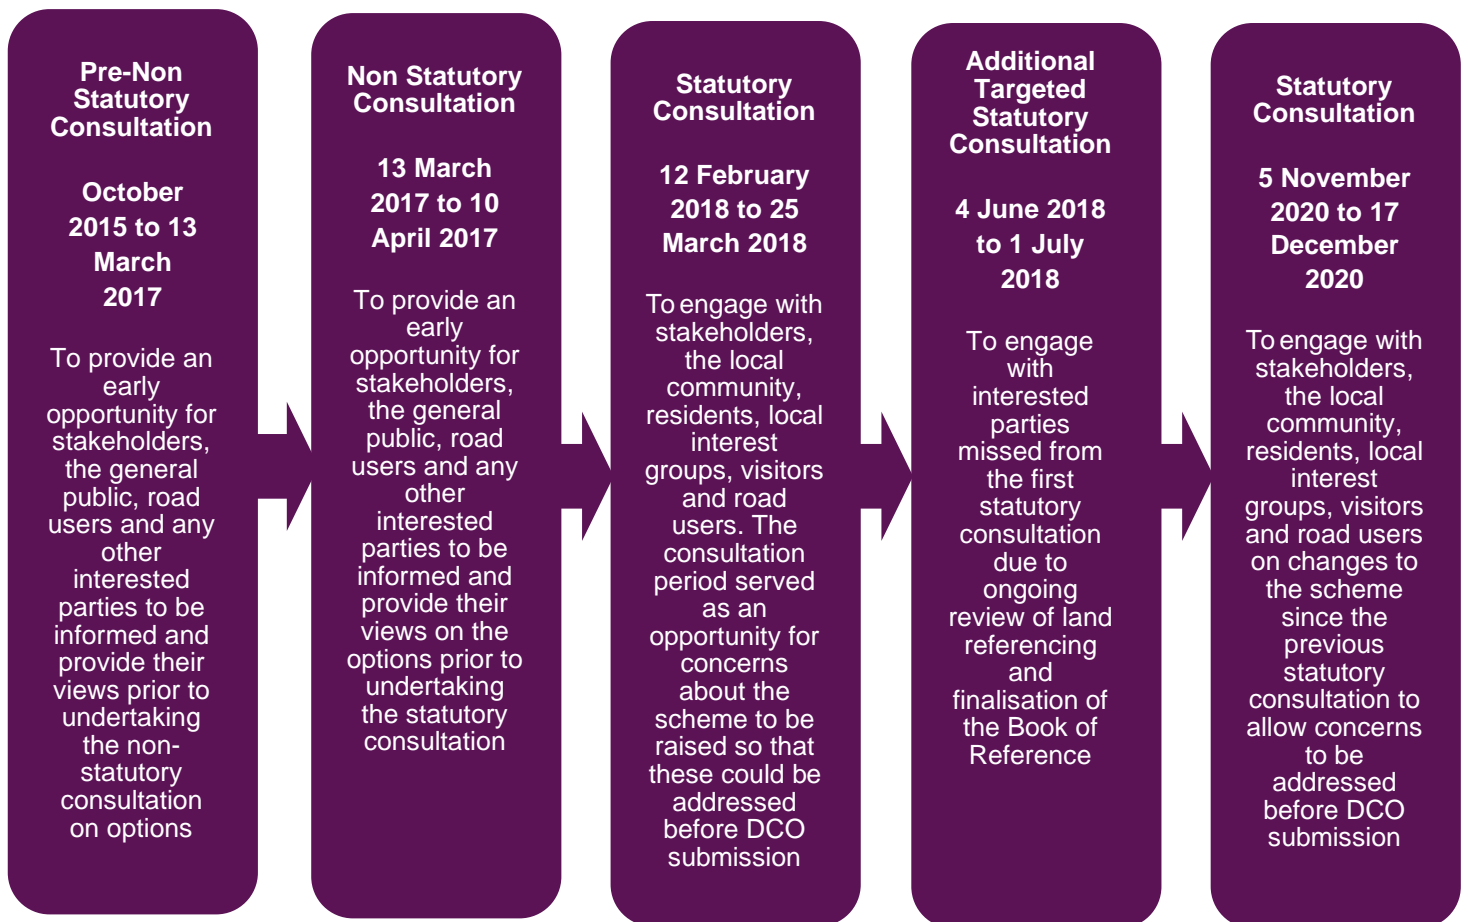 Pre-Non
Statutory
Consultation
October
2015 to 13
March
2017
To provide an
early
opportunity for
stakeholders,
the general
public, road
users and any
other
interested
parties to be
informed and
provide their
views prior to
undertaking
the non-
statutory
consultation
on options
Non Statutory
Consultation
13 March
2017 to 10
April 2017
To provide an
early
opportunity for
stakeholders,
the general
public, road
users and any
other
interested
parties to be
informed and
provide their
views on the
options prior to
undertaking
the statutory
consultation
Statutory
Consultation
12 February
2018 to 25
March 2018
To engage with
stakeholders,
the local
community,
residents, local
interest
groups, visitors
and road
users. The
consultation
period served
as an
opportunity for
concerns
about the
scheme to be
raised so that
these could be
addressed
before DCO
submission
Additional
Targeted
Statutory
Consultation
4 June 2018
to 1 July
2018
To engage
with
interested
parties
missed from
the first
statutory
consultation
due to
ongoing
review of land
referencing
and
finalisation of
the Book of
Reference
Statutory
Consultation
5 November
2020 to 17
December
2020
To engage with
stakeholders,
the local
community,
residents, local
interest
groups, visitors
and road users
on changes to
the scheme
since the
previous
statutory
consultation to
allow concerns
to be
addressed
before DCO
submission